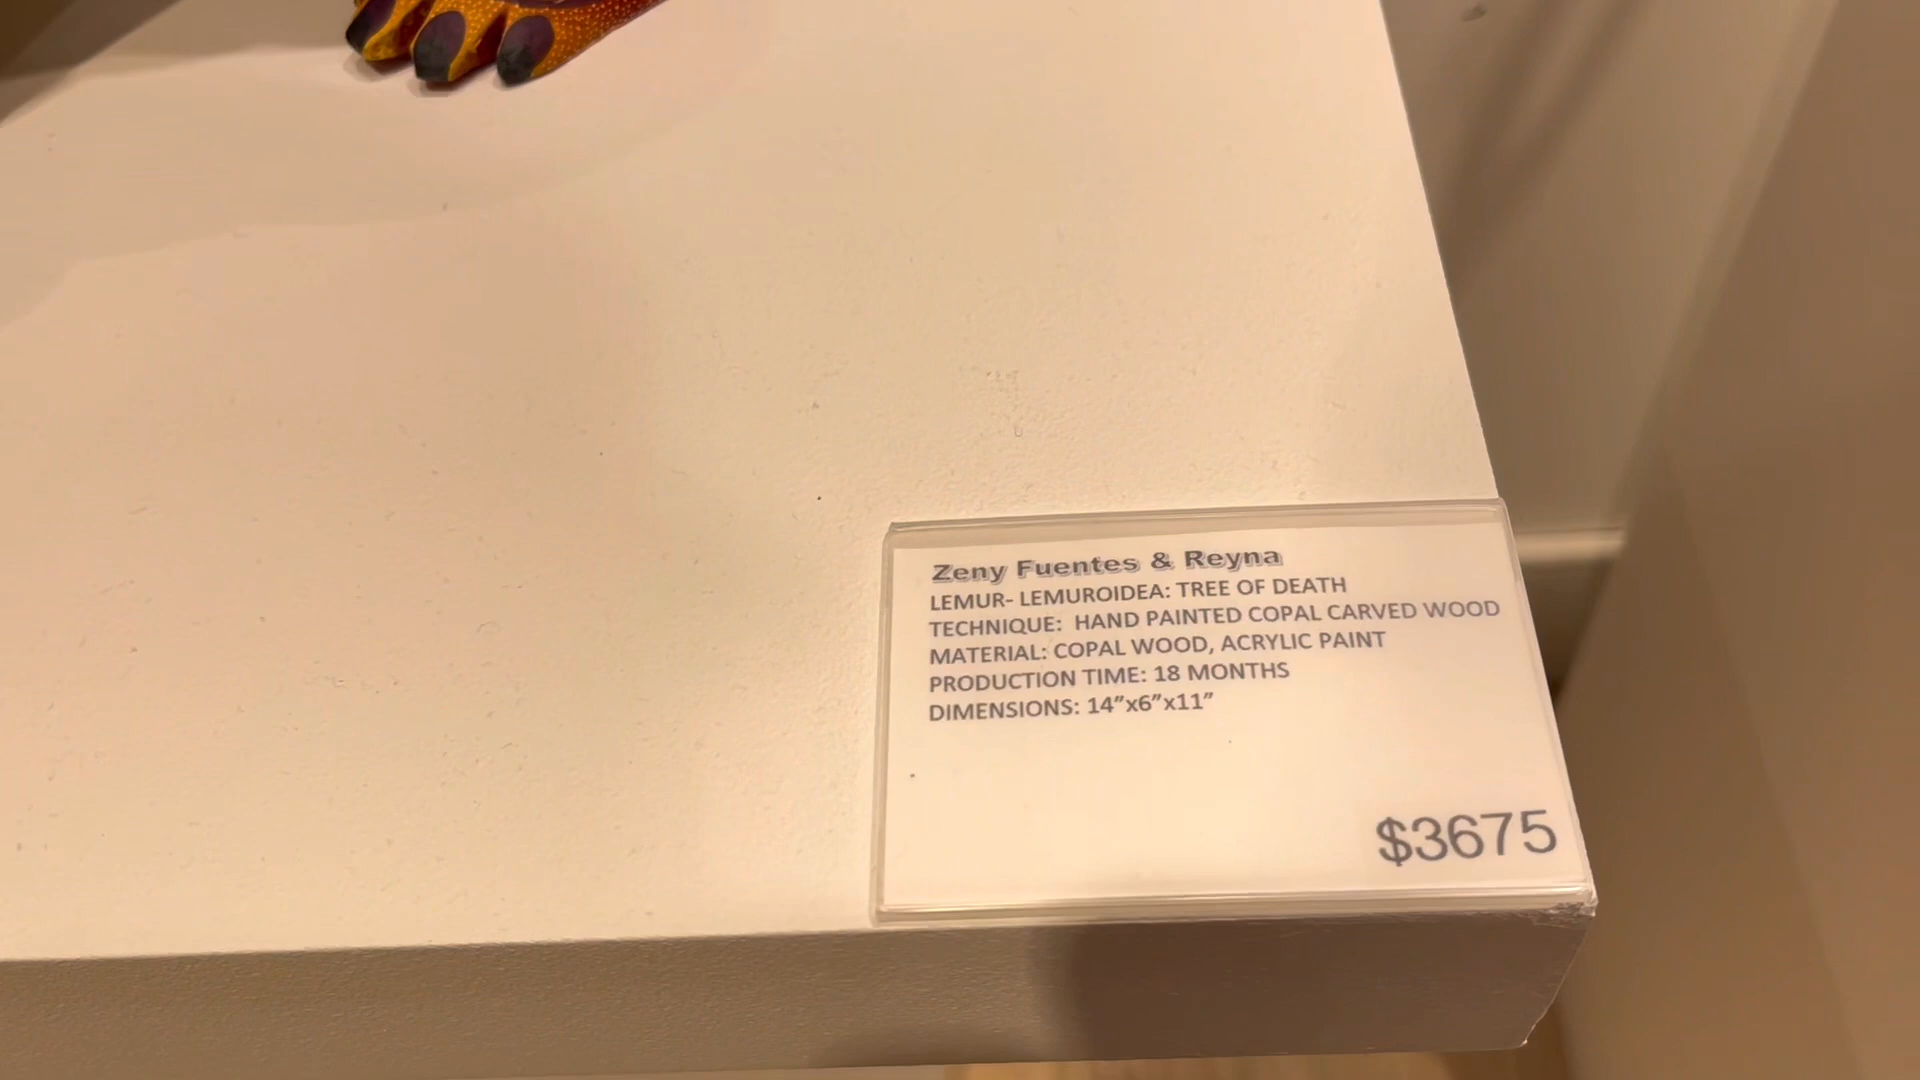 Zeny Fuentes & Reyna
LEMUR- LEMUROIDEA: TREE OF DEATH
TECHNIQUE: HAND PAINTED COPAL CARVED WOOD
MATERIAL: COPAL WOOD, ACRYLIC PAINT
PRODUCTION TIME: 18 MONTHS
DIMENSIONS: 14”x6”x11”
$3675